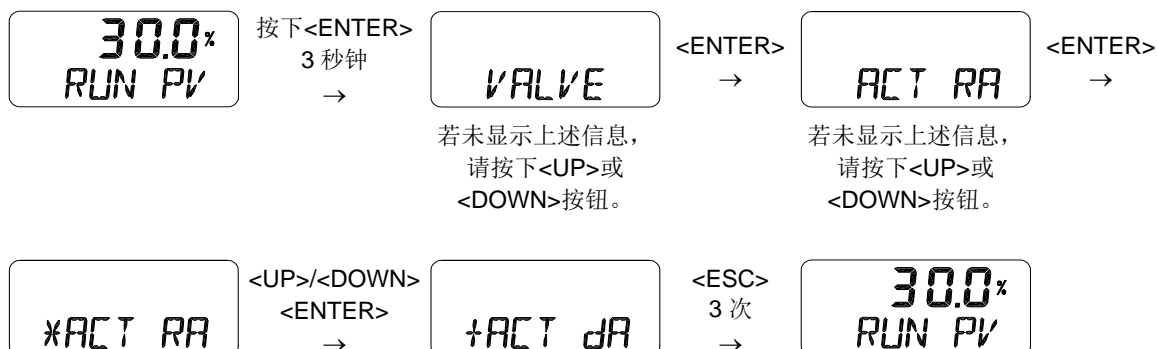 30.0%
RUN PV
按下<ENTER>
3 秒钟
→
VALVE
若未显示上述信息，
请按下<UP>或
<DOWN>按钮。
<ENTER>
→
ACT RA
若未显示上述信息，
请按下<UP>或
<DOWN>按钮。
<ENTER>
→
*ACT RA
<UP>/<DOWN>
<ENTER>
→
+ACT dA
<ESC>
3 次
→
30.0%
RUN PV